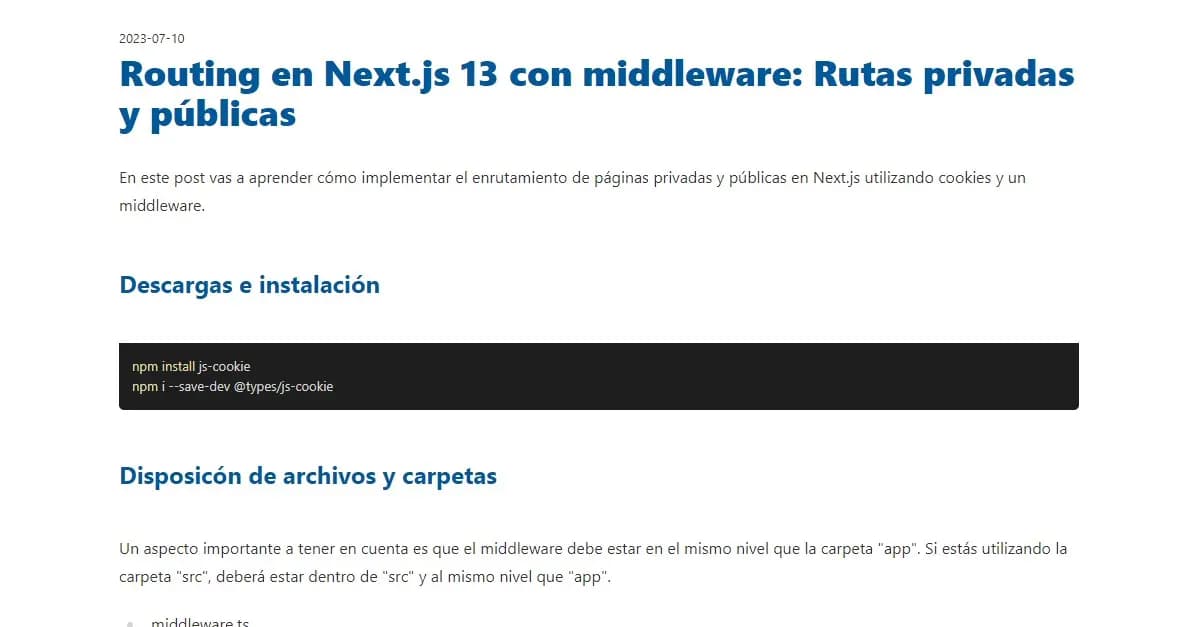 2023-07-10
Routing en Next.js 13 con middleware: Rutas privadas
y públicas
En este post vas a aprender cómo implementar el enrutamiento de páginas privadas y públicas en Next.js utilizando cookies y un
middleware.
Descargas e instalación
npm install js-cookie
npm i --save-dev @types/js-cookie
Disposicón de archivos y carpetas
Un aspecto importante a tener en cuenta es que el middleware debe estar en el mismo nivel que la carpeta "app". Si estás utilizando la
carpeta "src", deberá estar dentro de "src" y al mismo nivel que "app".
middleware.ts